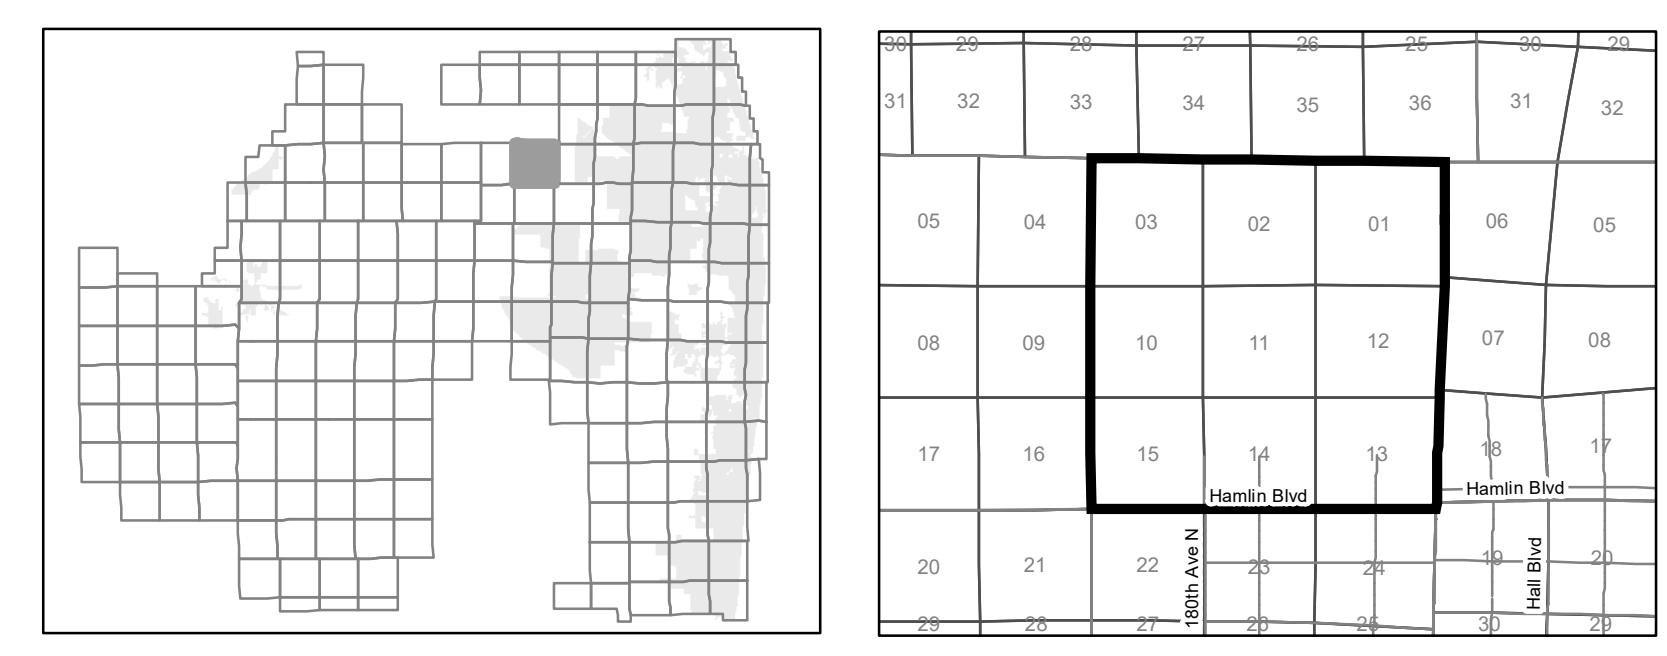 30 29 28 27 26 25 30 29
31 32 33 34 35 36 31 32
05 04 03 02 01 06 05
08 09 10 11 12 07 08
17 16 15 14 13 18 17
Hamlin Blvd Hamlin Blvd
20 21 22 180th Ave N 23 24 19 Hall Blvd 20
29 28 27 26 25 30 29